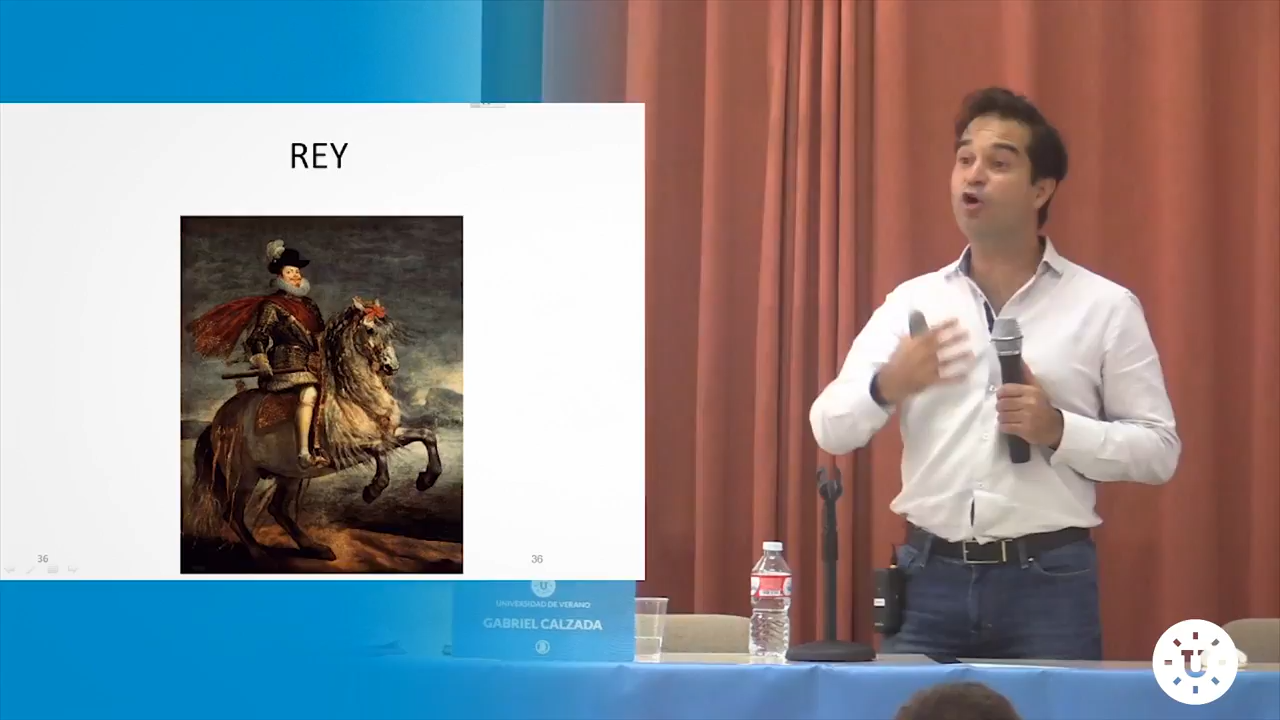 REY
36
36
UNIVERSIDAD DE VERANO
GABRIEL CALZADA
U